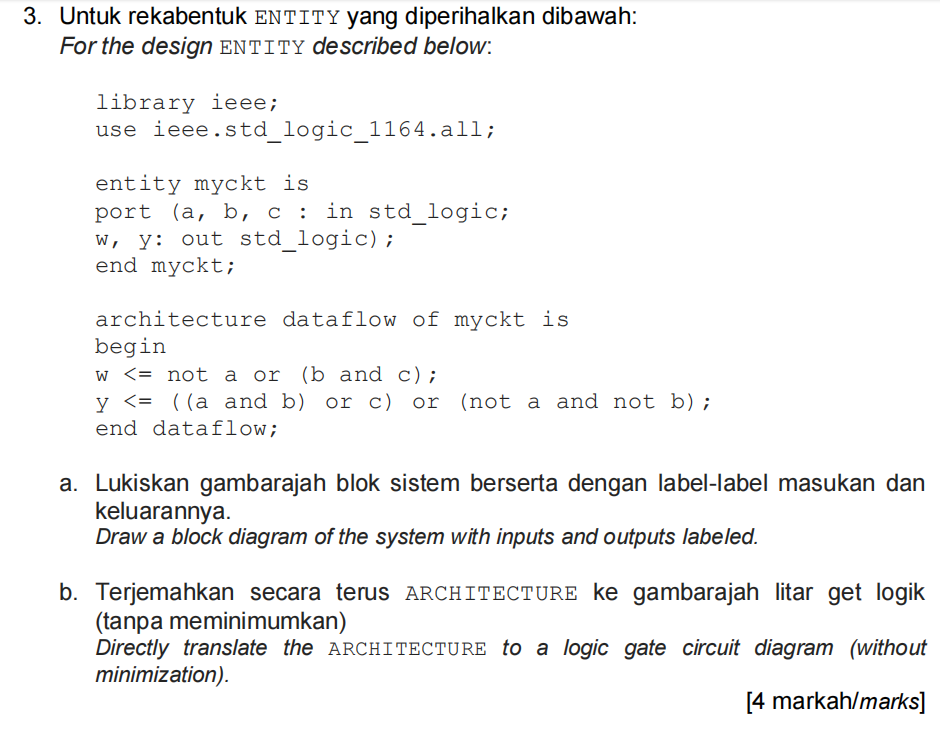 3. Untuk rekabentuk ENTITY yang diperihalkan dibawah:
For the design ENTITY described below:
library ieee;
use ieee.std_logic_1164.all;
entity myckt is
port (a, b, c : in std_logic;
w, y: out std_logic);
end myckt;
architecture dataflow of myckt is
begin
w <= not a or (b and c);
y <= ((a and b) or c) or (not a and not b);
end dataflow;
a. Lukiskan gambarajah blok sistem berserta dengan label-label masukan dan
keluarannya.
Draw a block diagram of the system with inputs and outputs labeled.
b. Terjemahkan secara terus ARCHITECTURE ke gambarajah litar get logik
(tanpa meminimumkan)
Directly translate the ARCHITECTURE to a logic gate circuit diagram (without
minimization).
[4 markah/marks]